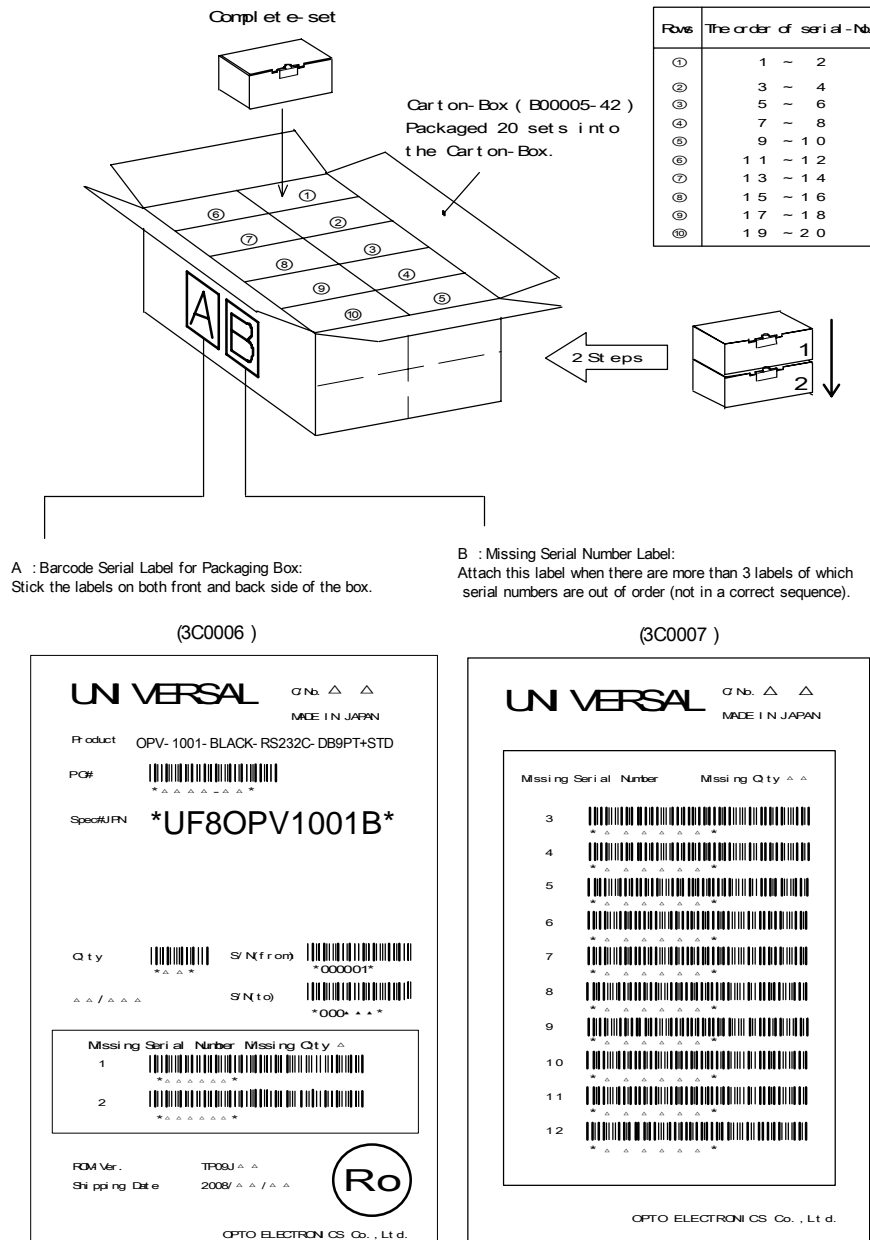 Complete-set
Rows The order of serial-No.
① 1 ~ 2
② 3 ~ 4
③ 5 ~ 6
④ 7 ~ 8
⑤ 9 ~ 10
⑥ 11 ~ 12
⑦ 13 ~ 14
⑧ 15 ~ 16
⑨ 17 ~ 18
⑩ 19 ~ 20
Carton-Box ( B00005-42 )
Packaged 20 sets into
the Carton-Box.
① ② ③ ④ ⑤
⑥ ⑦ ⑧ ⑨ ⑩
A B
2 Steps
1
2
A : Barcode Serial Label for Packaging Box:
Stick the labels on both front and back side of the box.
(3C0006 )
UNIVERSAL C/No. △ △
MADE IN JAPAN
Product OPV-1001-BLACK-RS232C-DB9PT+STD
PO#
*△△△△-△△*
Spec#JPN *UF8OPV1001B*
Qty S/N(from)
*△△* *000001*
△△/△△△ S/N(to)
*000▲▲▲*
Missing Serial Number Missing Qty △
1
*△△△△△△*
2
*△△△△△△*
ROM Ver. TP09J△△
Shipping Date 2008/△△/△△
Ro
OPTO ELECTRONICS Co.,Ltd.
B : Missing Serial Number Label:
Attach this label when there are more than 3 labels of which
serial numbers are out of order (not in a correct sequence).
(3C0007 )
UNIVERSAL C/No. △ △
MADE IN JAPAN
Missing Serial Number Missing Qty △△
3
* △ △ △ △ △ △ *
4
* △ △ △ △ △ △ *
5
* △ △ △ △ △ △ *
6
* △ △ △ △ △ △ *
7
* △ △ △ △ △ △ *
8
* △ △ △ △ △ △ *
9
* △ △ △ △ △ △ *
10
* △ △ △ △ △ △ *
11
* △ △ △ △ △ △ *
12
* △ △ △ △ △ △ *
OPTO ELECTRONICS Co.,Ltd.